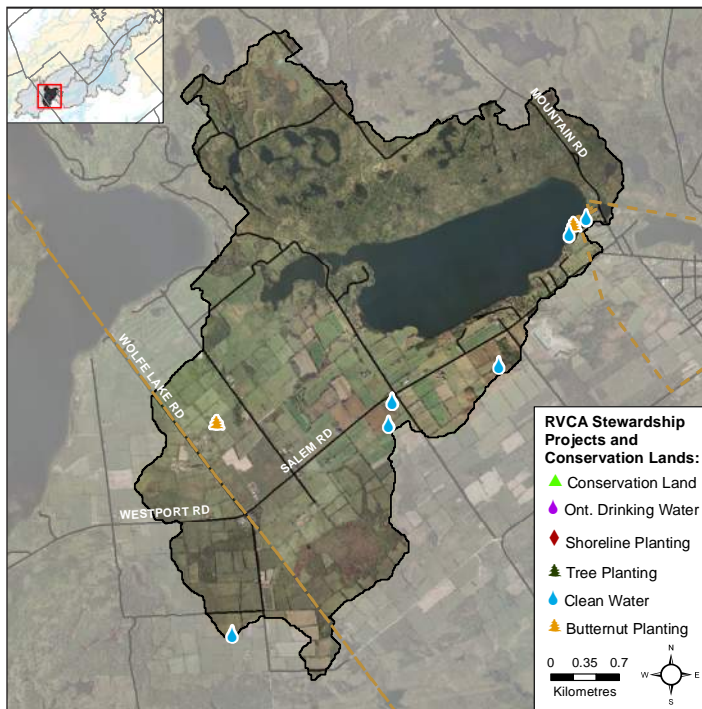 MOUNTAIN RD
WOLFE LAKE RD
SALEM RD
WESTPORT RD
RVCA Stewardship
Projects and
Conservation Lands:
Conservation Land
Ont. Drinking Water
Shoreline Planting
Tree Planting
Clean Water
Butternut Planting
0 0.35 0.7
Kilometres
N
W E
S